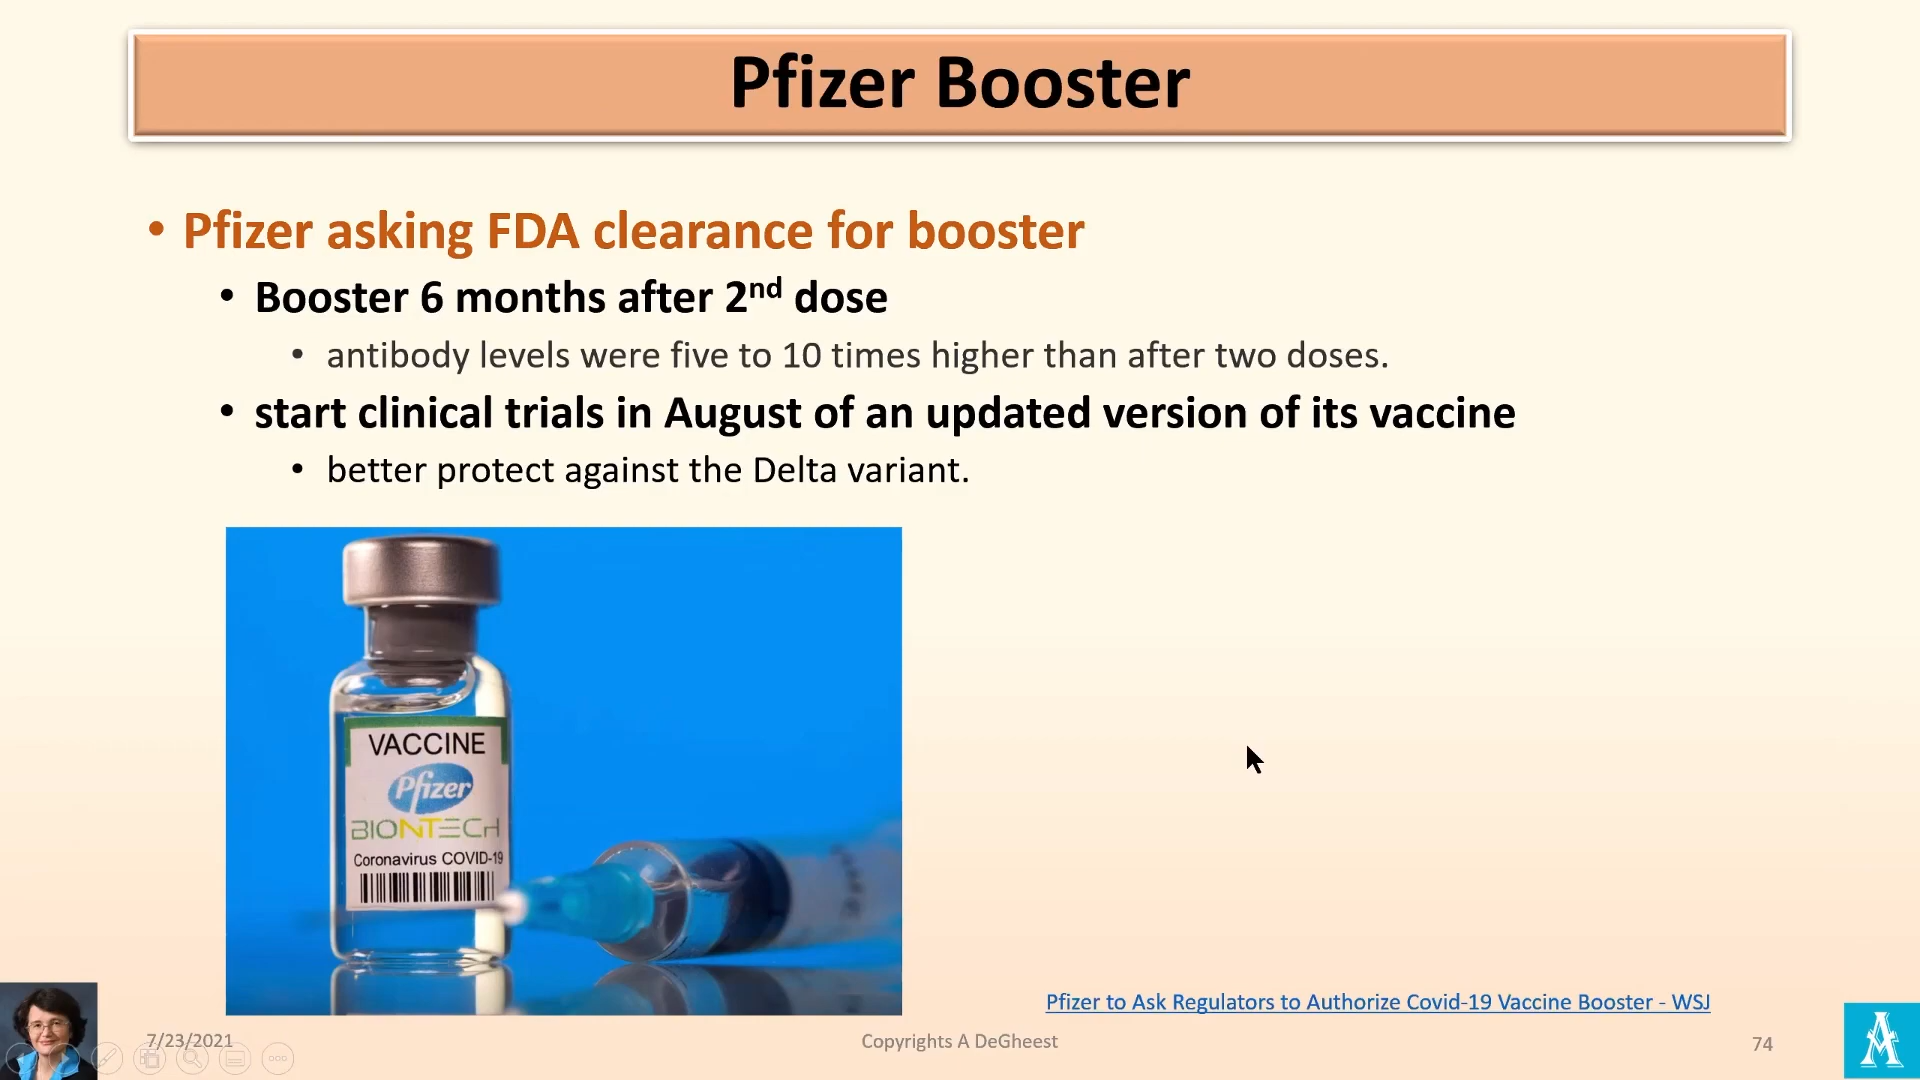 Pfizer Booster
• Pfizer asking FDA clearance for booster
• Booster 6 months after 2nd dose
• antibody levels were five to 10 times higher than after two doses.
• start clinical trials in August of an updated version of its vaccine
• better protect against the Delta variant.
VACCINE
Pfizer
BIONTECH
Coronavirus COVID-19
Pfizer to Ask Regulators to Authorize Covid-19 Vaccine Booster - WSJ
7/23/2021
Copyrights A DeGheest
74
A